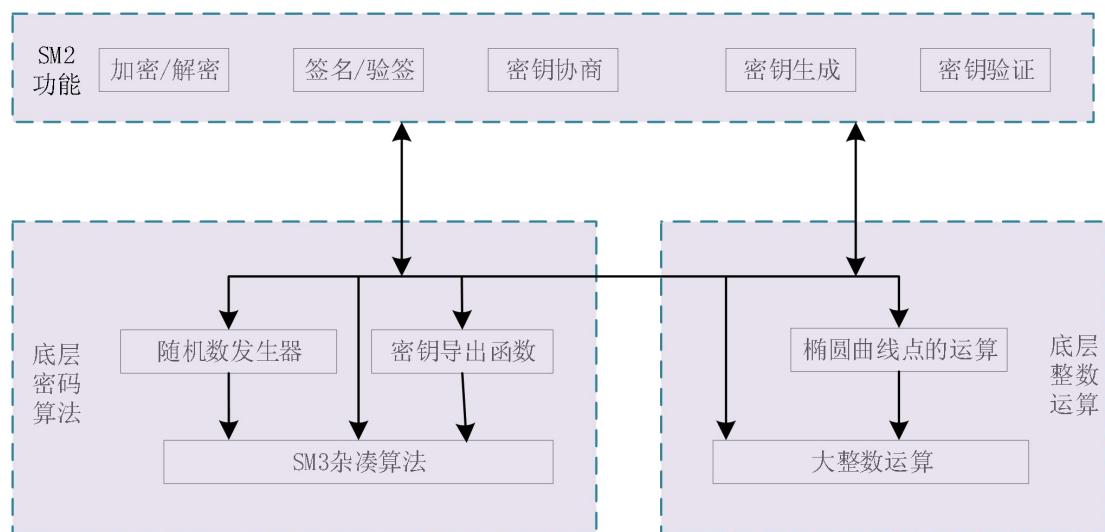 SM2
功能
加密/解密
签名/验签
密钥协商
密钥生成
密钥验证
底层
密码
算法
随机数发生器
密钥导出函数
SM3杂凑算法
椭圆曲线点的运算
大整数运算
底层
整数
运算